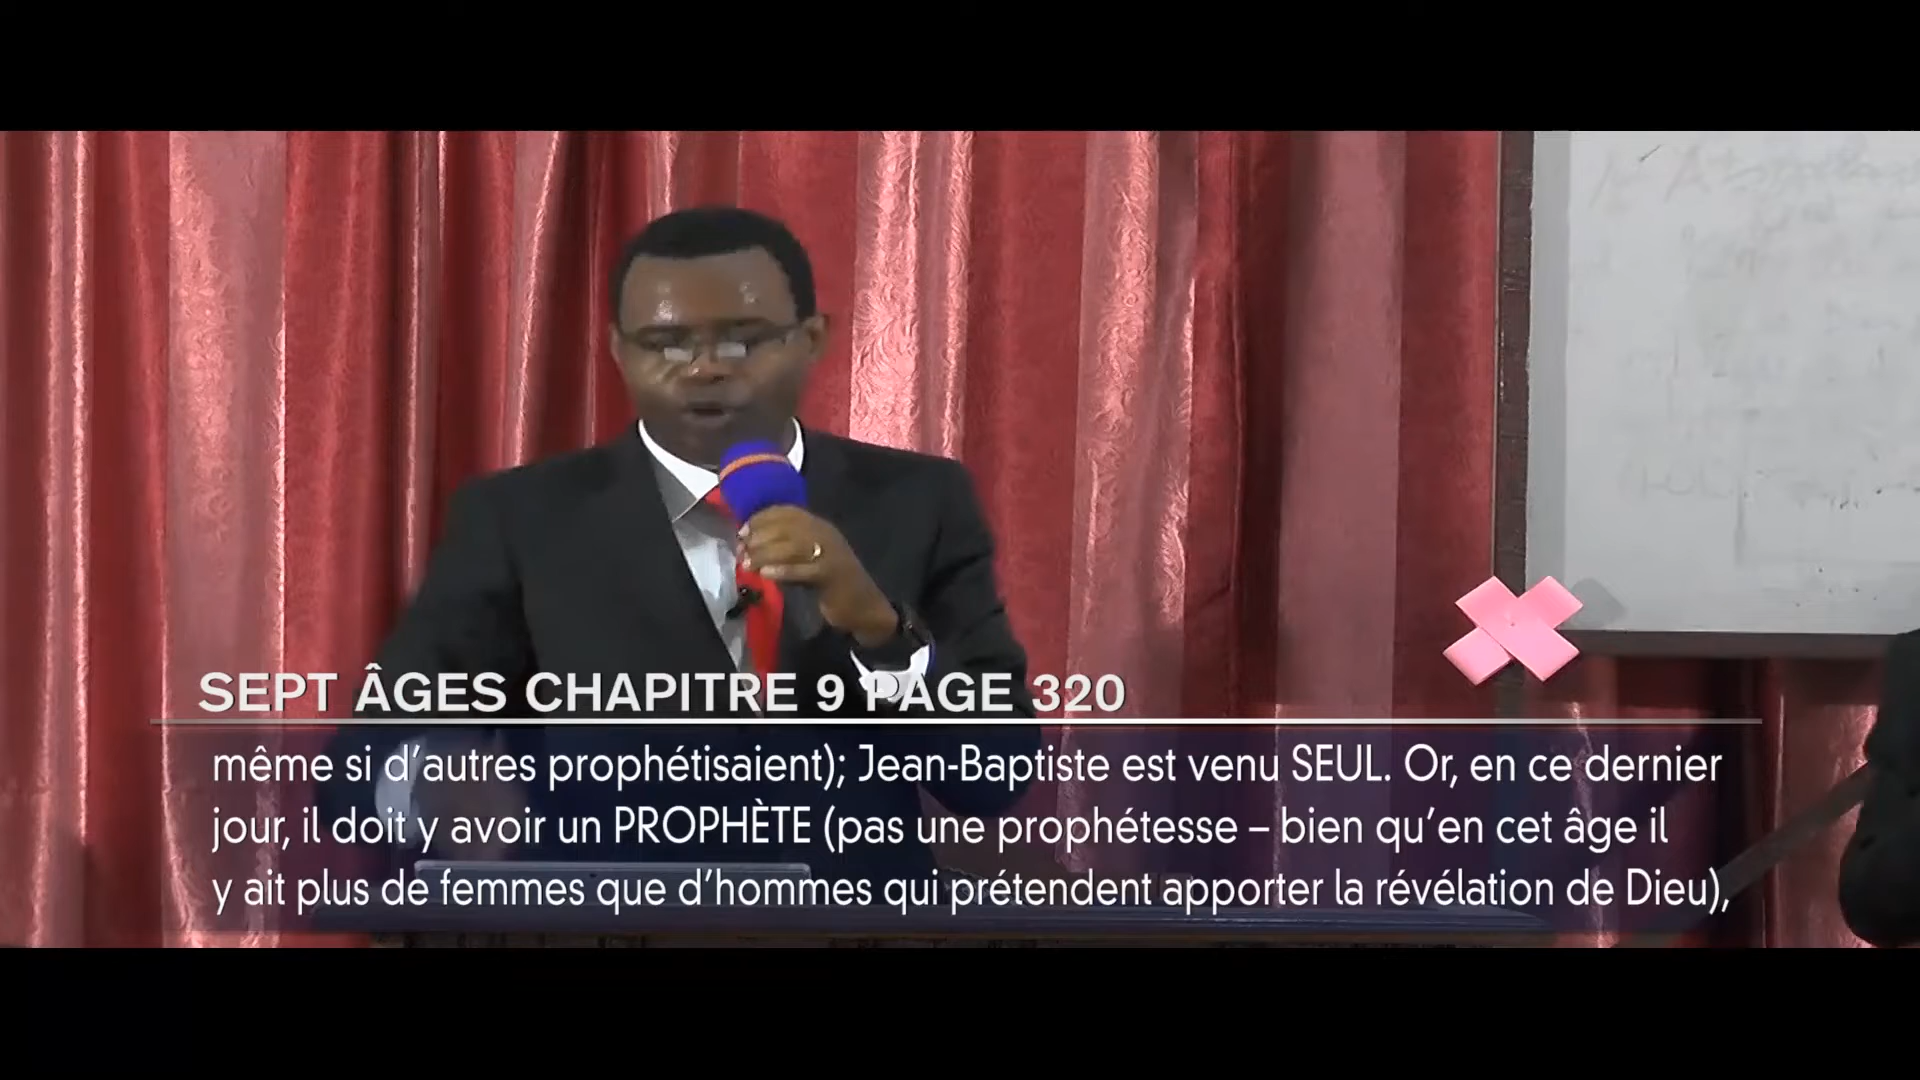 SEPT ÂGES CHAPITRE 9 PAGE 320
même si d’autres prophétisaient); Jean-Baptiste est venu SEUL. Or, en ce dernier
jour, il doit y avoir un PROPHÈTE (pas une prophétesse – bien qu’en cet âge il
y ait plus de femmes que d’hommes qui prétendent apporter la révélation de Dieu),